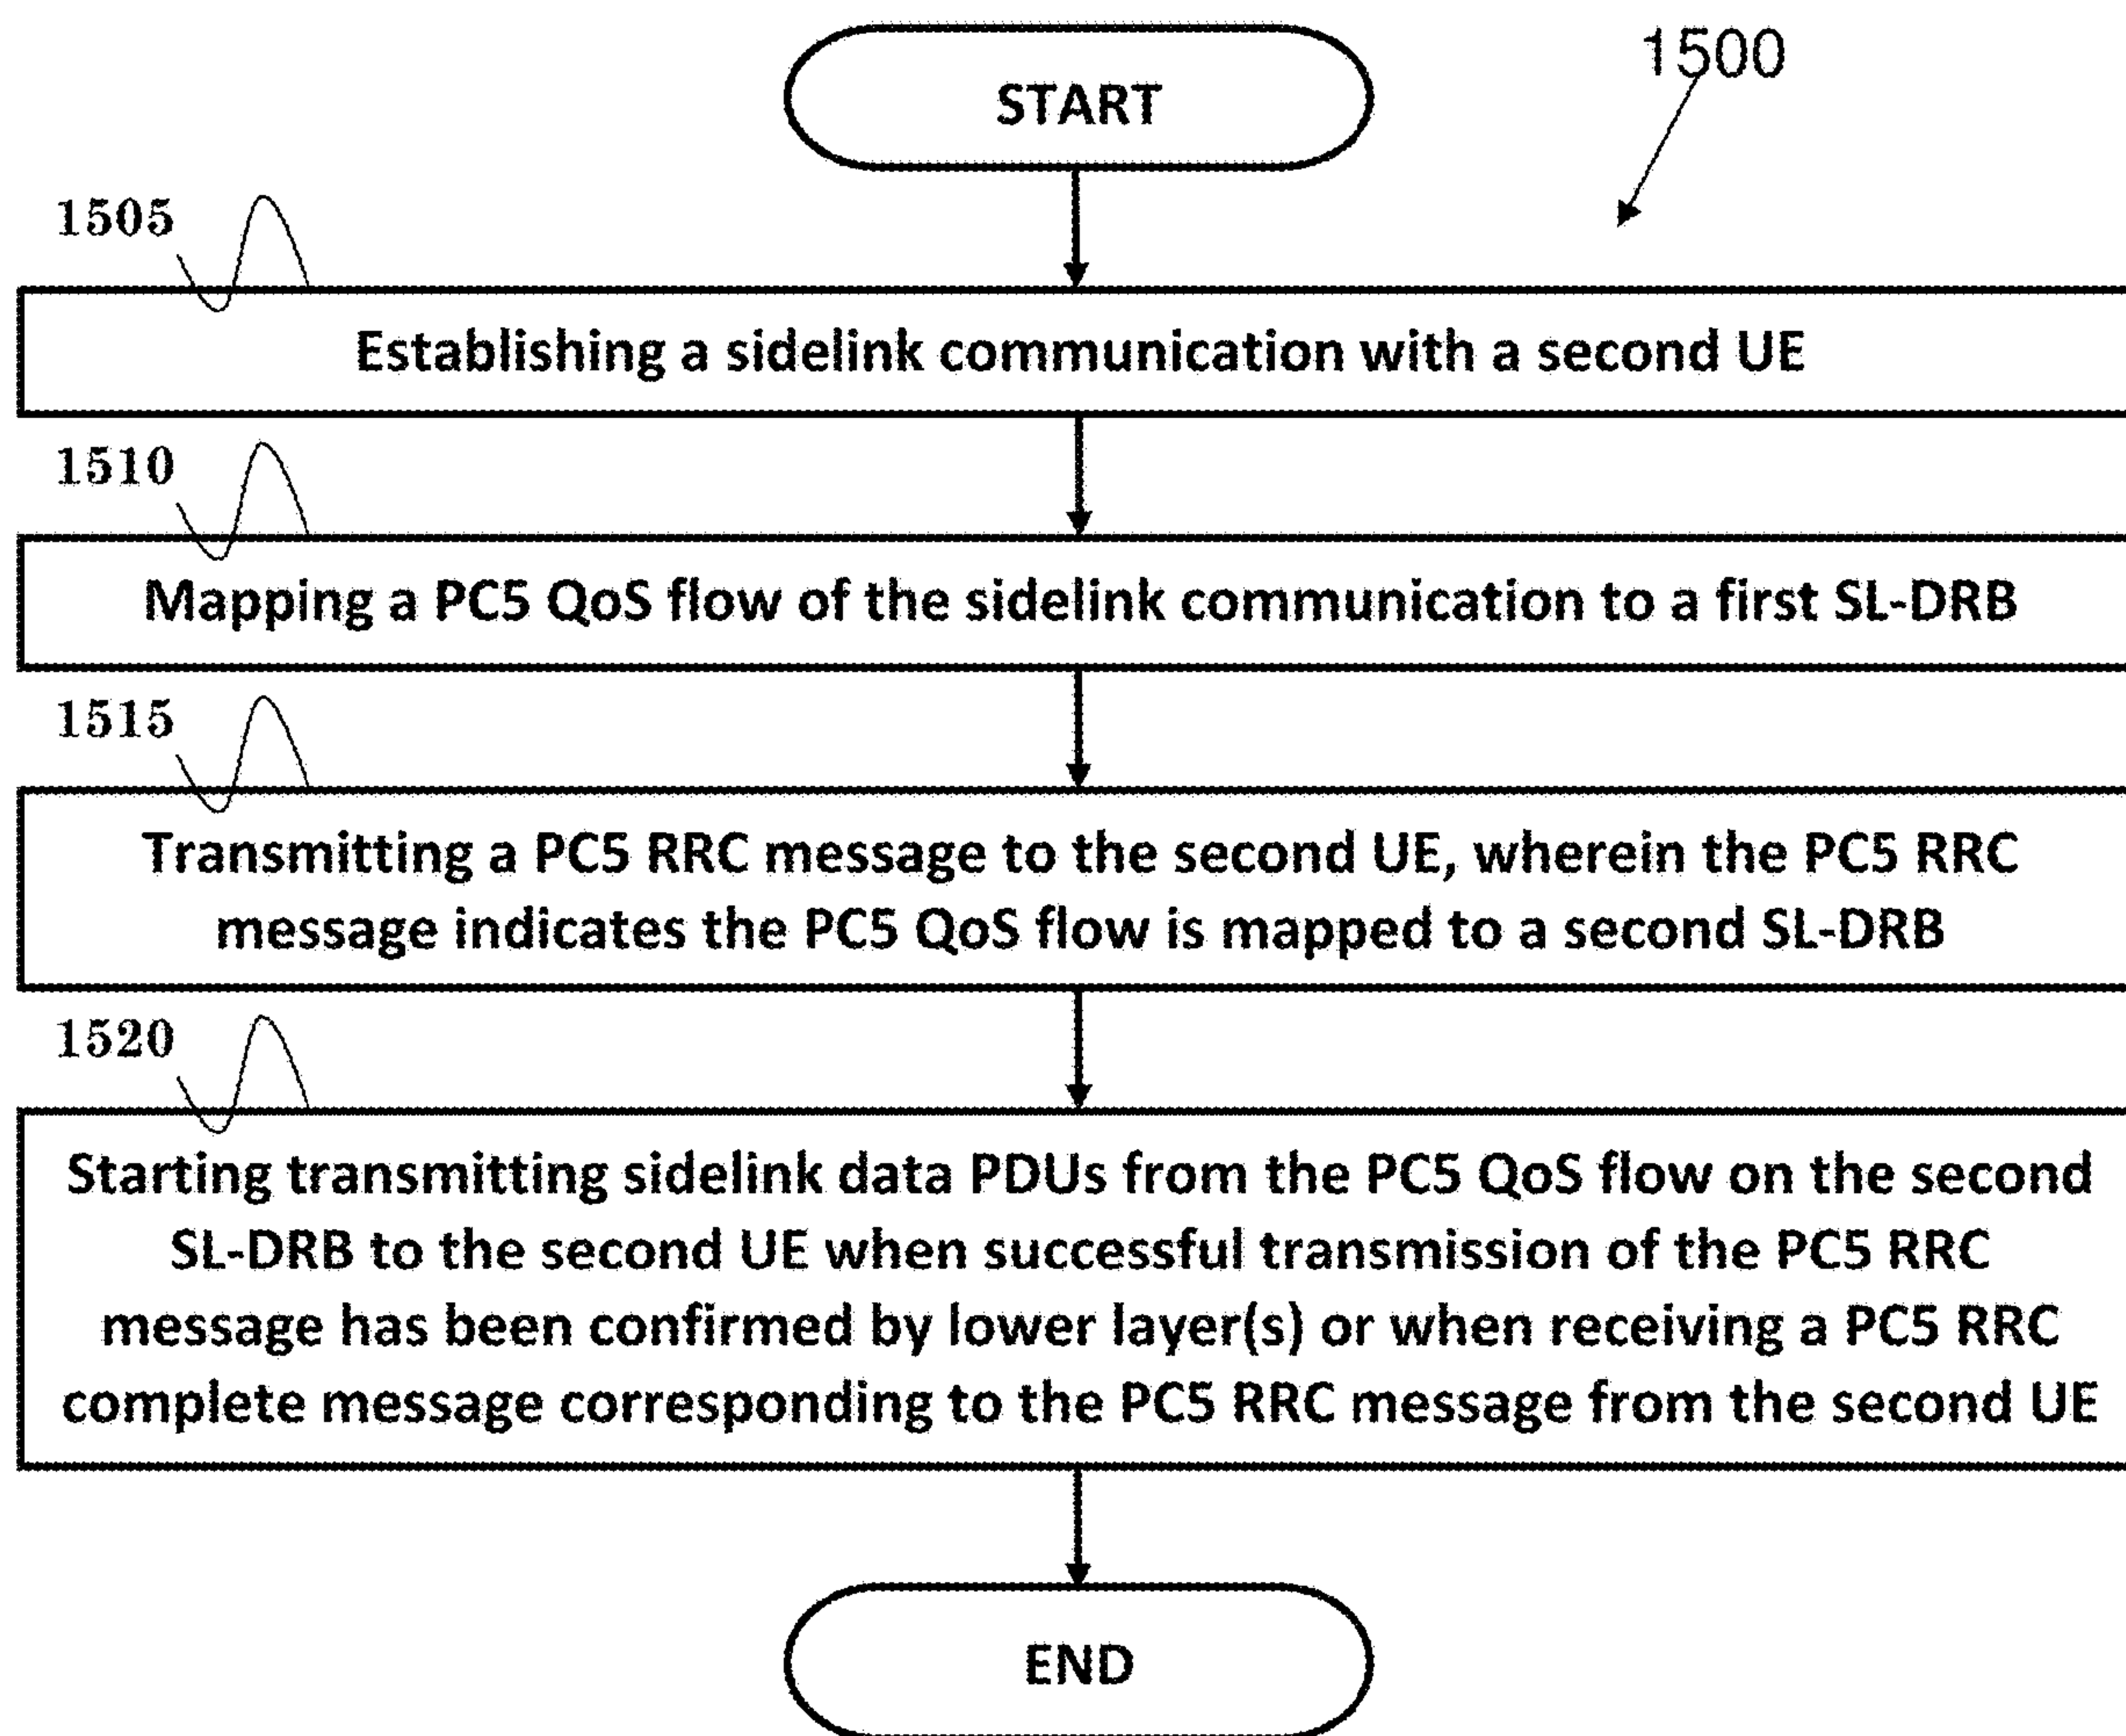 START
1500
1505
Establishing a sidelink communication with a second UE
1510
Mapping a PC5 QoS flow of the sidelink communication to a first SL-DRB
1515
Transmitting a PC5 RRC message to the second UE, wherein the PC5 RRC
message indicates the PC5 QoS flow is mapped to a second SL-DRB
1520
Starting transmitting sidelink data PDUs from the PC5 QoS flow on the second
SL-DRB to the second UE when successful transmission of the PC5 RRC
message has been confirmed by lower layer(s) or when receiving a PC5 RRC
complete message corresponding to the PC5 RRC message from the second UE
END